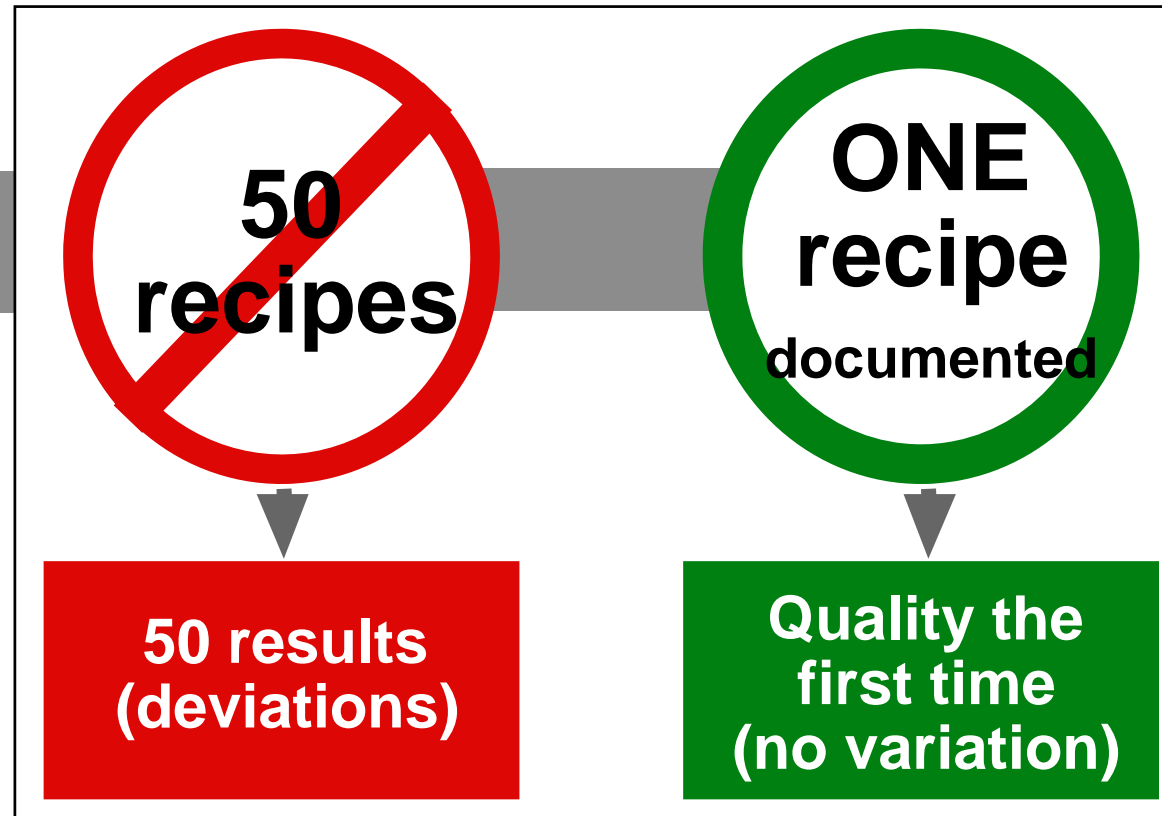 50
recipes
ONE
recipe
documented
50 results
(deviations)
Quality the
first time
(no variation)